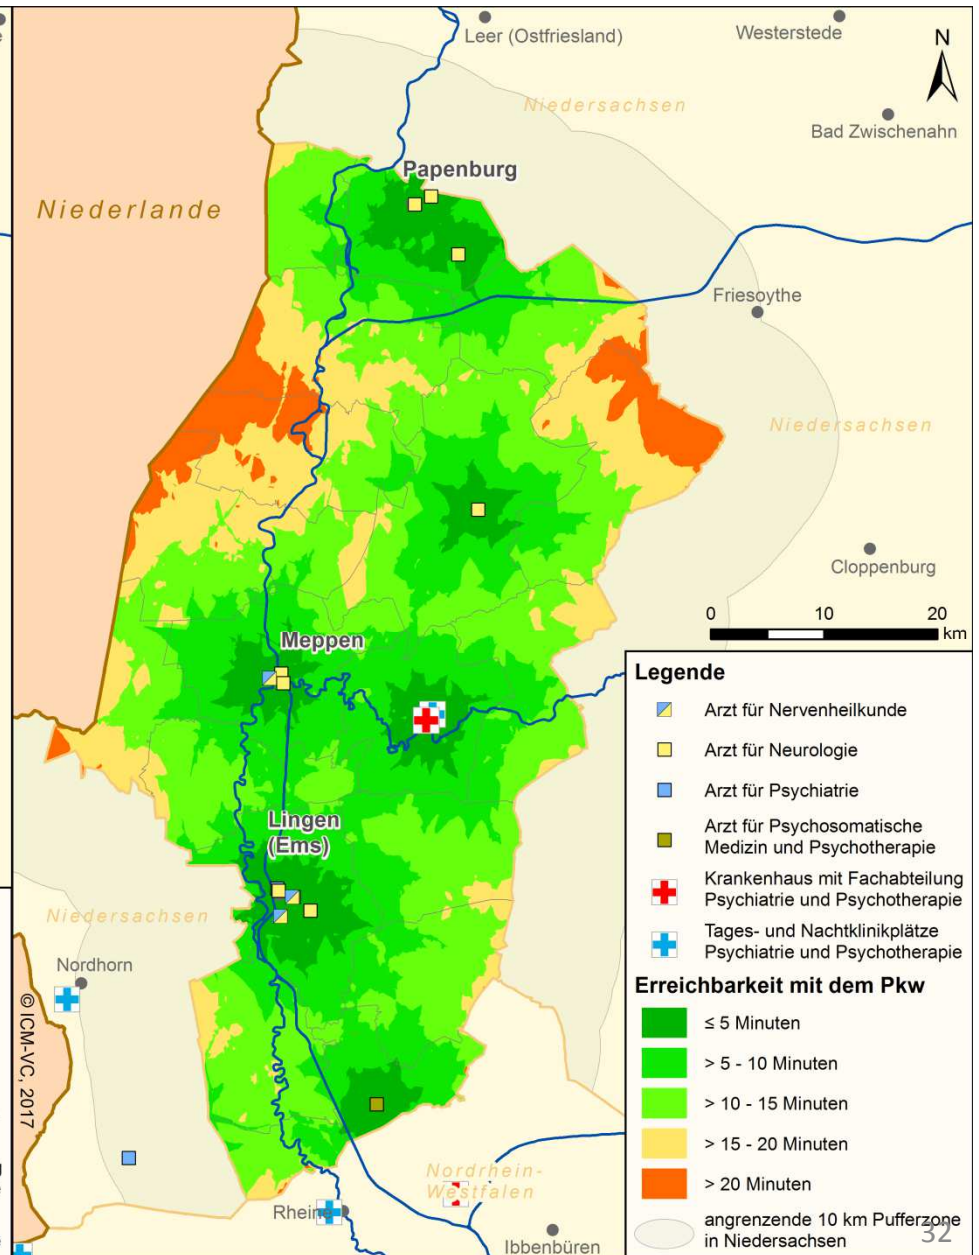 Leer (Ostfriesland)
Westerstede
N
Niedersachsen
Bad Zwischenahn
Papenburg
Niederlande
Friesoythe
Niedersachsen
Cloppenburg
0 10 20
km
Meppen
Lingen
(Ems)
Niedersachsen
Nordhorn
© ICM-VC, 2017
Nordrhein-
Westfalen
Rheine
Ibbenbüren
Legende
Arzt für Nervenheilkunde
Arzt für Neurologie
Arzt für Psychiatrie
Arzt für Psychosomatische
Medizin und Psychotherapie
Krankenhaus mit Fachabteilung
Psychiatrie und Psychotherapie
Tages- und Nachtklinikplätze
Psychiatrie und Psychotherapie
Erreichbarkeit mit dem Pkw
≤ 5 Minuten
> 5 - 10 Minuten
> 10 - 15 Minuten
> 15 - 20 Minuten
> 20 Minuten
angrenzende 10 km Pufferzone
in Niedersachsen
32